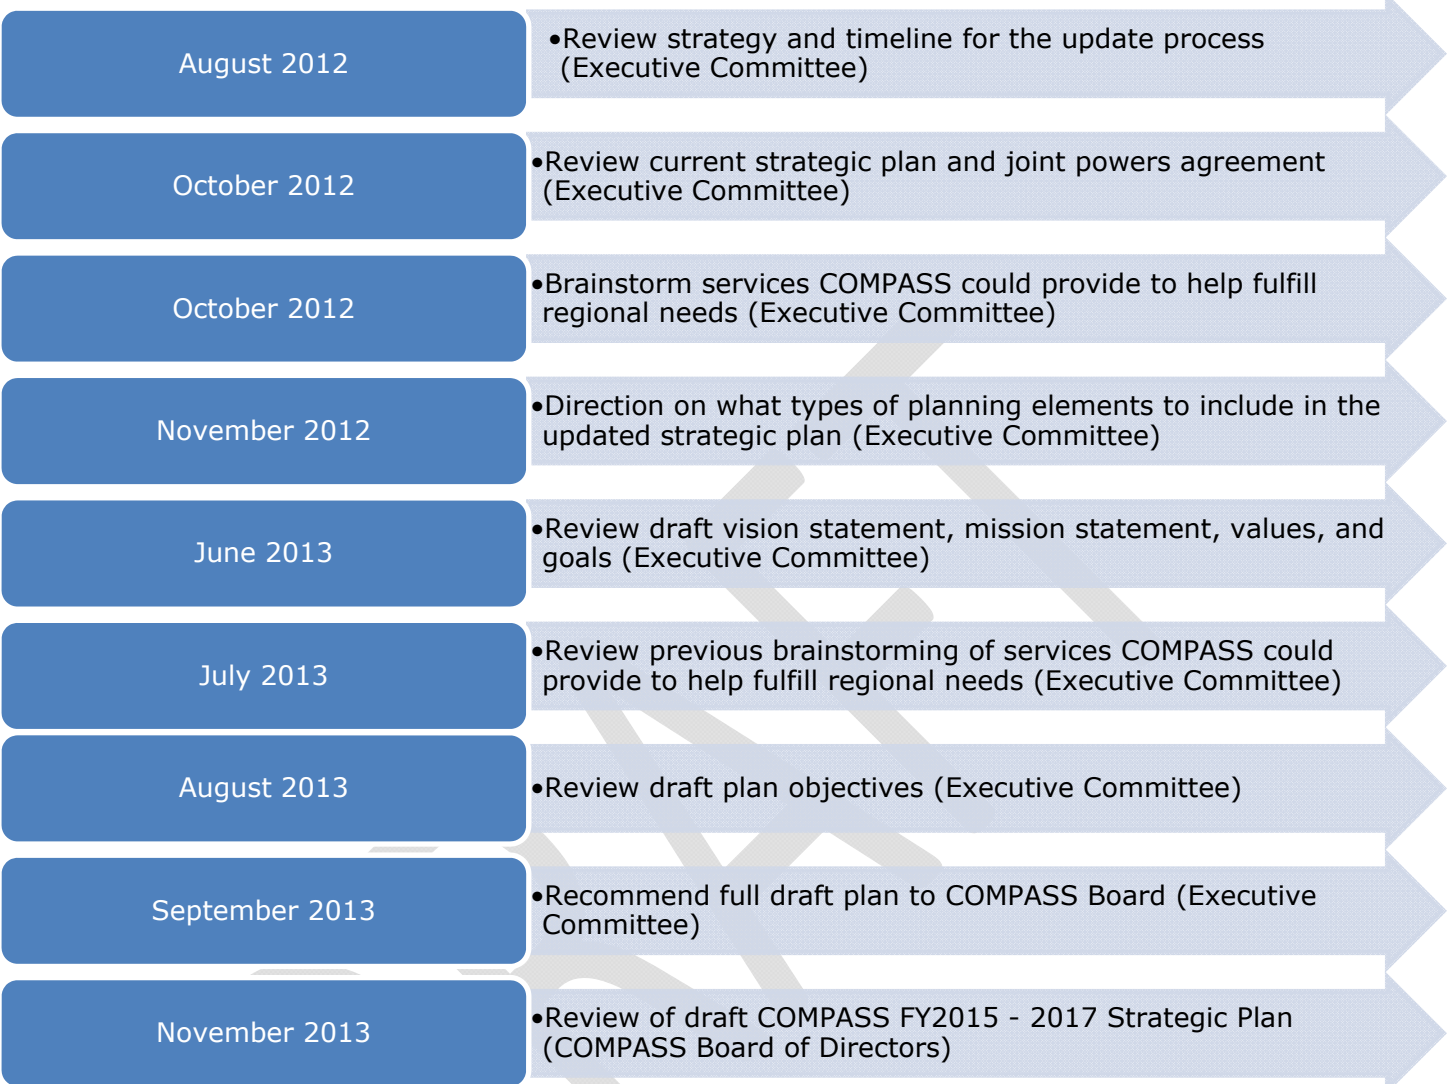 August 2012
•Review strategy and timeline for the update process
(Executive Committee)
October 2012
•Review current strategic plan and joint powers agreement
(Executive Committee)
October 2012
•Brainstorm services COMPASS could provide to help fulfill
regional needs (Executive Committee)
November 2012
•Direction on what types of planning elements to include in the
updated strategic plan (Executive Committee)
June 2013
•Review draft vision statement, mission statement, values, and
goals (Executive Committee)
July 2013
•Review previous brainstorming of services COMPASS could
provide to help fulfill regional needs (Executive Committee)
August 2013
•Review draft plan objectives (Executive Committee)
September 2013
•Recommend full draft plan to COMPASS Board (Executive
Committee)
November 2013
•Review of draft COMPASS FY2015 - 2017 Strategic Plan
(COMPASS Board of Directors)
DRAFT